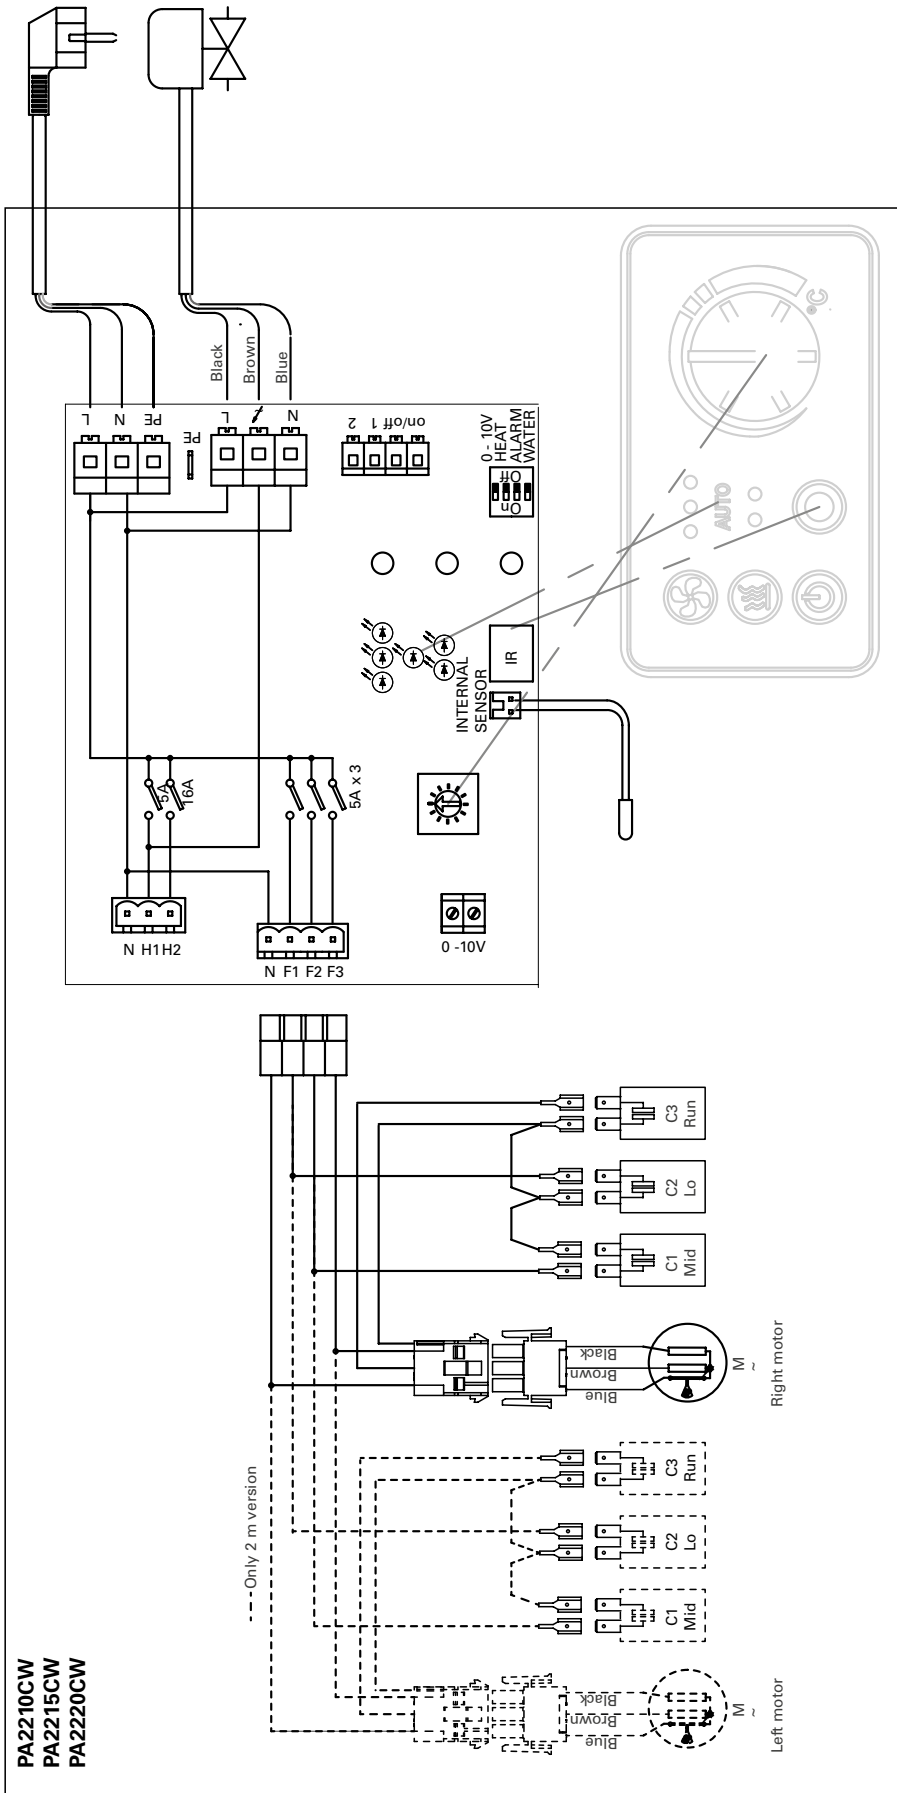 L
N
PE
PE
Black
Brown
Blue
L
N
2
1
on/off
0 - 10V
HEAT
ALARM
WATER
Off
On
°C
AUTO
IR
INTERNAL
SENSOR
5A
16A
5A x 3
N H1 H2
N F1 F2 F3
0 -10V
C3
Run
C2
Lo
C1
Mid
Black
Brown
Blue
M
~
Right motor
C3
Run
C2
Lo
C1
Mid
Only 2 m version
Black
Brown
Blue
M
~
Left motor
PA2210CW
PA2215CW
PA2220CW